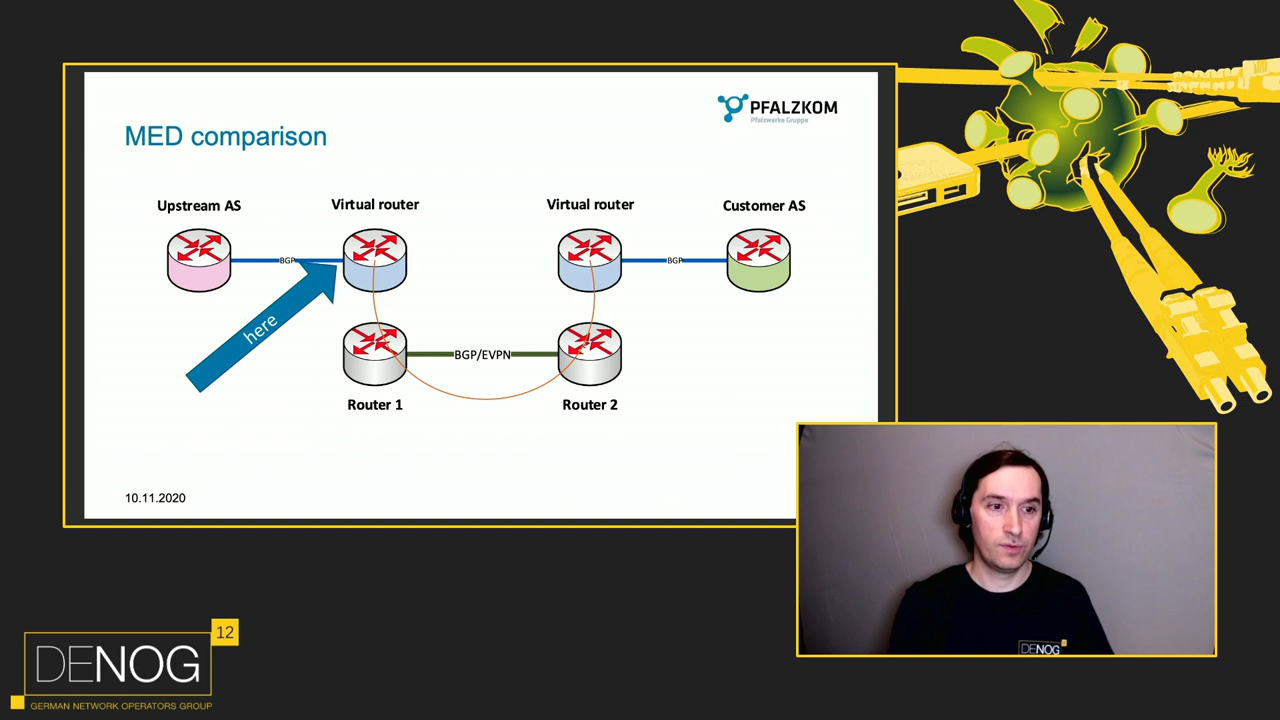 PFALZKOM
Pfalzwerke Gruppe
MED comparison
Upstream AS
Virtual router
Virtual router
Customer AS
BGP
BGP
here
BGP/EVPN
Router 1
Router 2
10.11.2020
DENOG
12
DENOG
GERMAN NETWORK OPERATORS GROUP